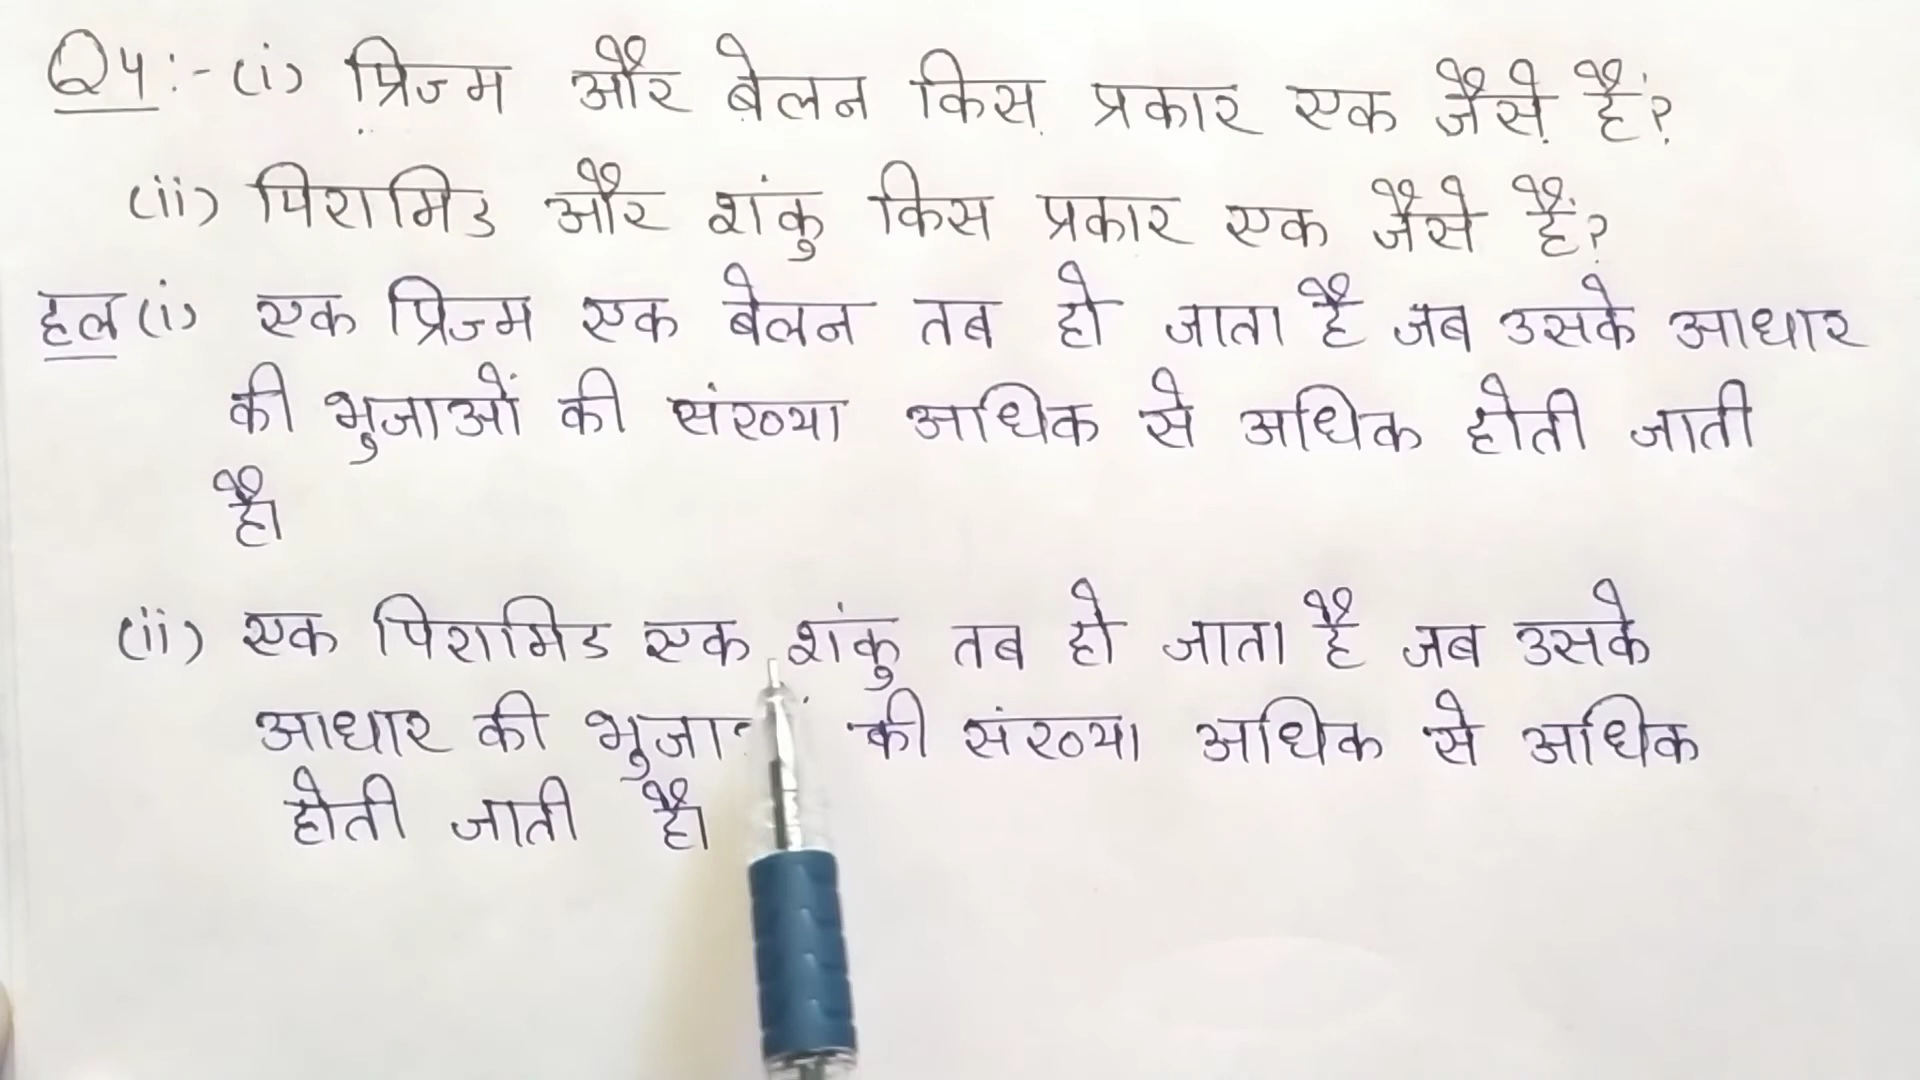 Q4:- (i) प्रिज्म और बेलन किस प्रकार एक जैसे हैं?
(ii) पिरामिड और शंकु किस प्रकार एक जैसे हैं?
हल (i) एक प्रिज्म एक बेलन तब हो जाता है जब उसके आधार
की भुजाओं की संख्या अधिक से अधिक होती जाती
है।
(ii) एक पिरामिड एक शंकु तब हो जाता है जब उसके
आधार की की संख्या अधिक से अधिक
होती जाती है।